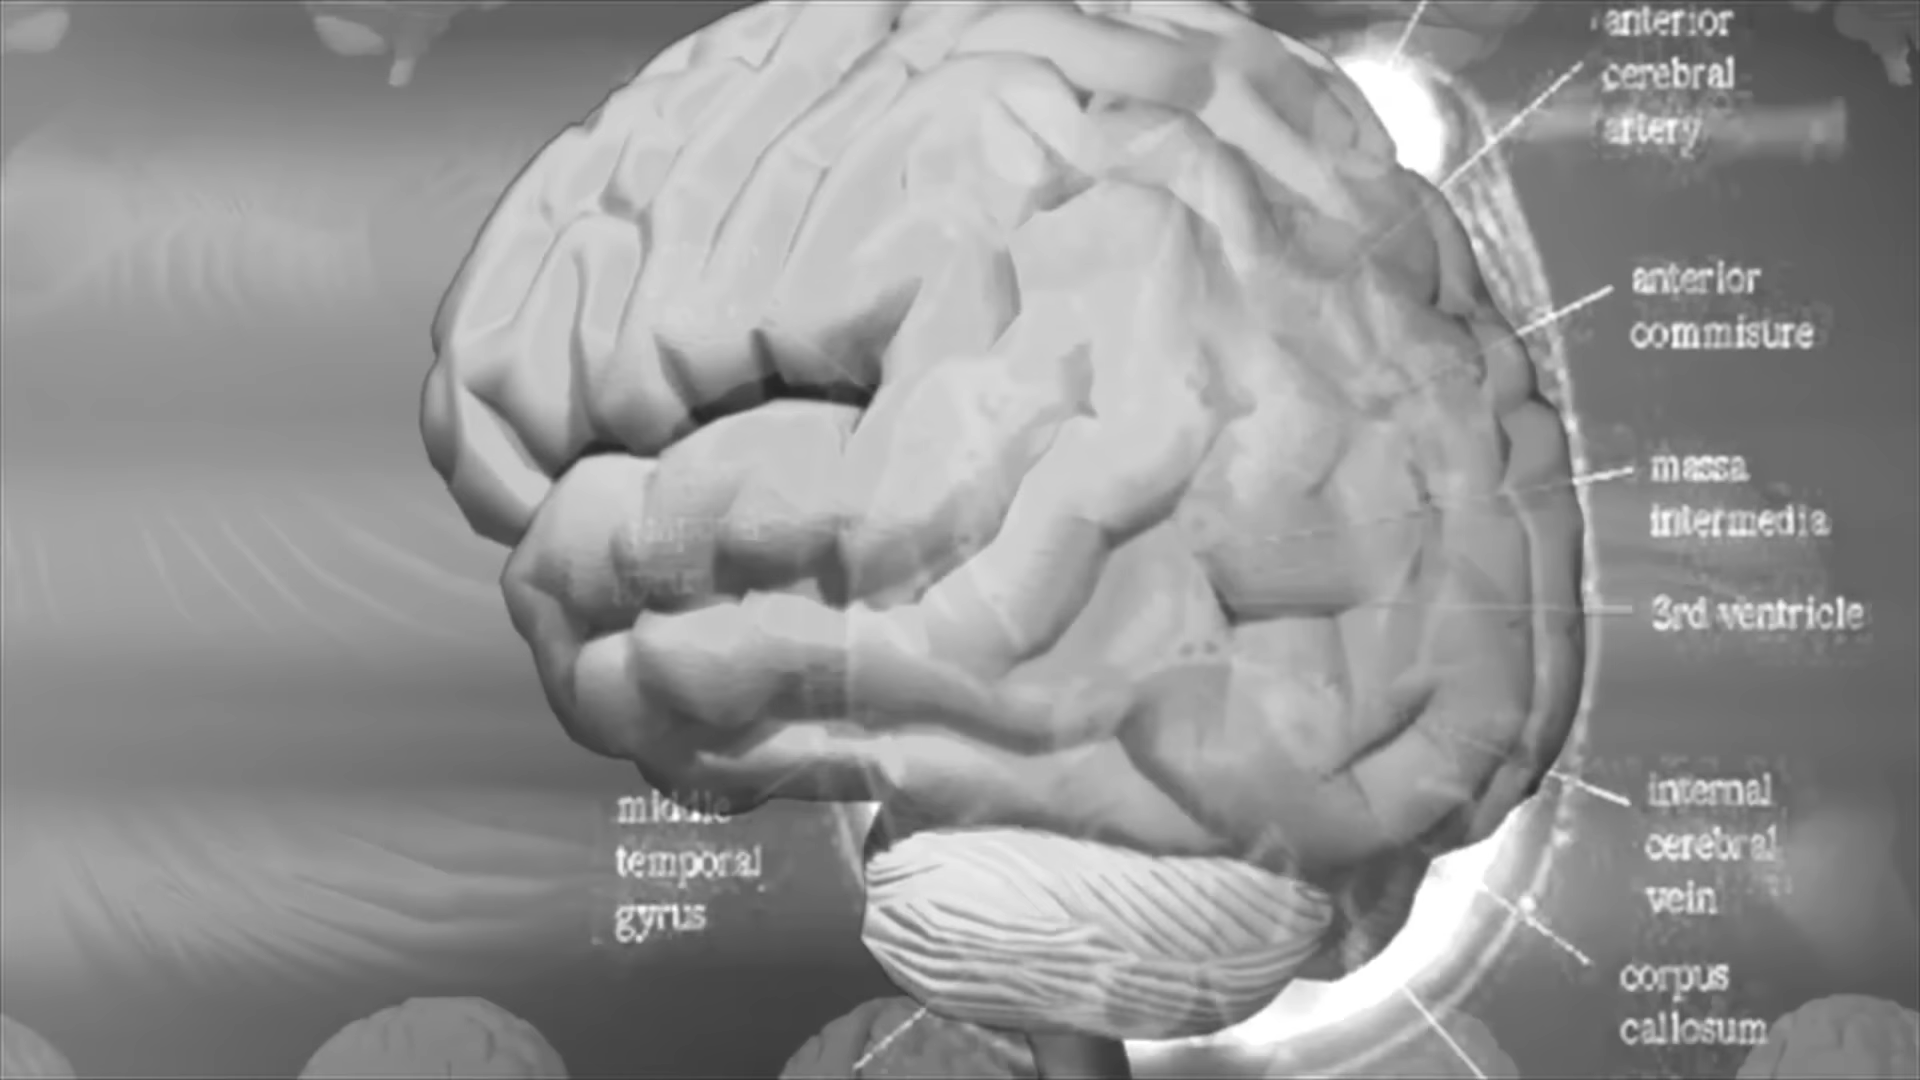 anterior
cerebral
artery
anterior
commisure
massa
intermedia
3rd ventricle
middle
temporal
gyrus
internal
cerebral
vein
corpus
callosum